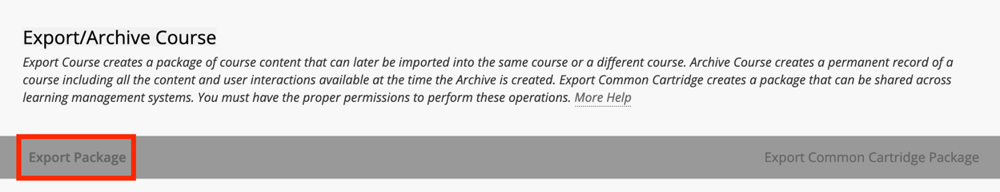 Export/Archive Course
Export Course creates a package of course content that can later be imported into the same course or a different course. Archive Course creates a permanent record of a
course including all the content and user interactions available at the time the Archive is created. Export Common Cartridge creates a package that can be shared across
learning management systems. You must have the proper permissions to perform these operations. More Help
Export Package
Export Common Cartridge Package